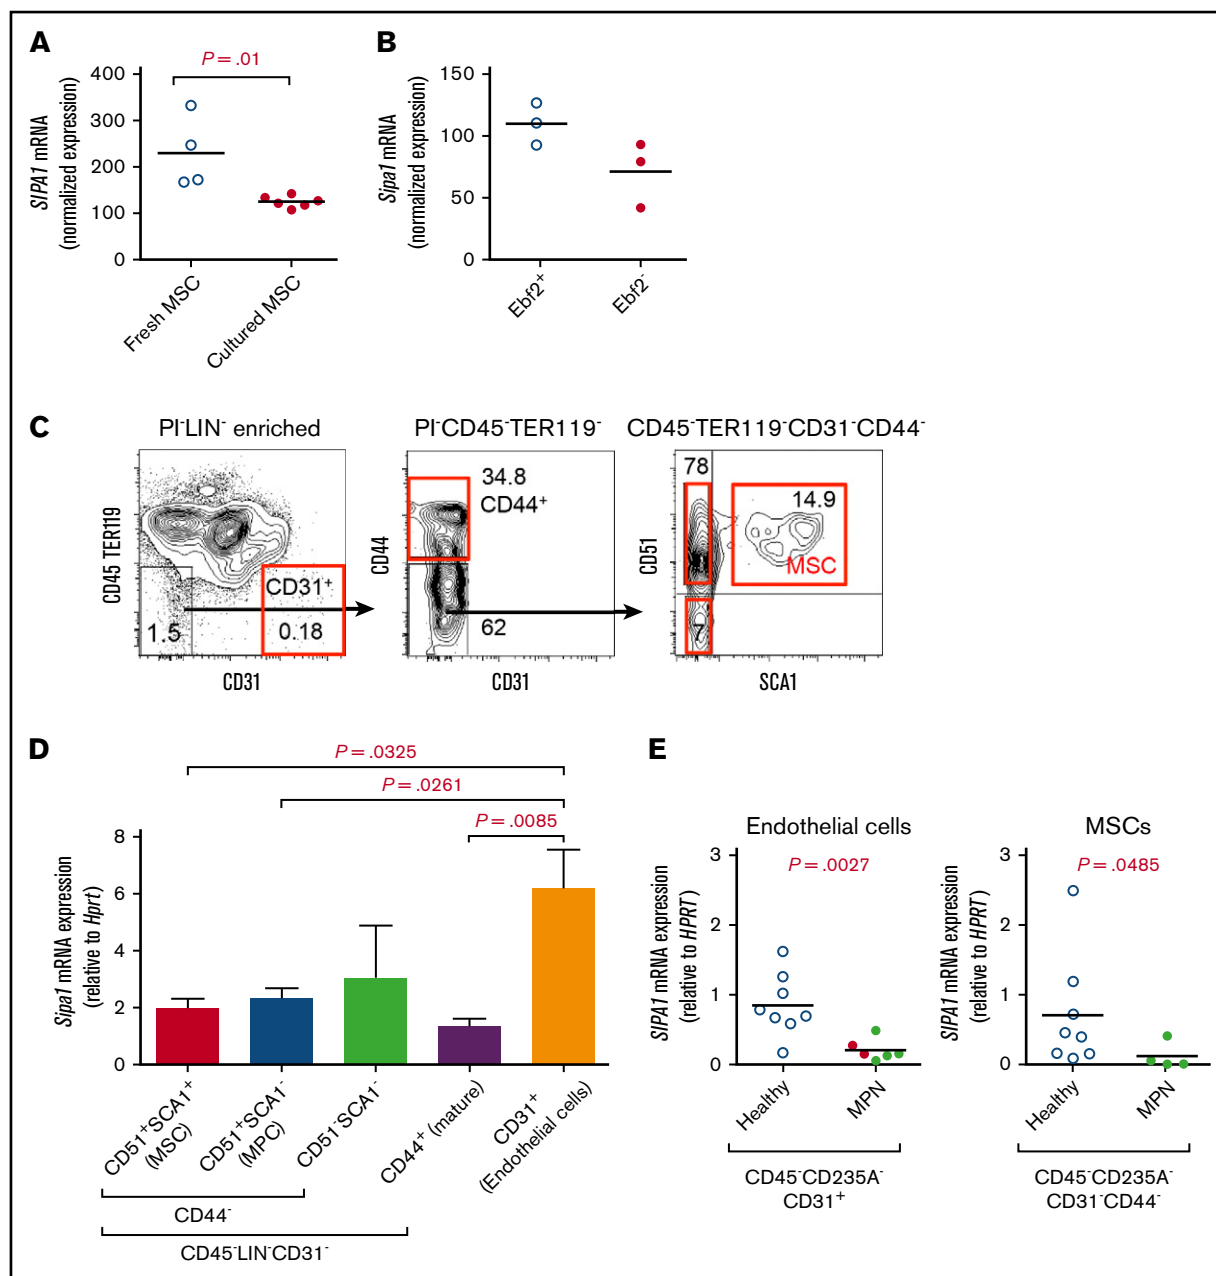 A
P = .01
SIPA1 mRNA
(normalized expression)
400
300
200
100
0
Fresh MSC
Cultured MSC
B
Sipa1 mRNA
(normalized expression)
150
100
50
0
Ebf2⁺
Ebf2⁻
C
PI⁻LIN⁻ enriched
CD45 TER119
CD31⁺
1.5
0.18
CD31
PI⁻CD45⁻TER119⁻
34.8
CD44⁺
CD44
62
CD31
CD45⁻TER119⁻CD31⁻CD44⁻
78
14.9
CD51
MSC
7
SCA1
D
P = .0325
P = .0261
P = .0085
Sipa1 mRNA expression
(relative to Hprt)
8
6
4
2
0
CD51⁺SCA1⁺
(MSC)
CD51⁺SCA1⁻
(MPC)
CD51⁻SCA1⁻
CD44⁺ (mature)
CD31⁺
(Endothelial cells)
CD44⁻
CD45⁻LIN⁻CD31⁻
E
Endothelial cells
P = .0027
SIPA1 mRNA expression
(relative to HPRT)
3
2
1
0
Healthy
MPN
CD45⁻CD235A⁻
CD31⁺
MSCs
P = .0485
SIPA1 mRNA expression
(relative to HPRT)
3
2
1
0
Healthy
MPN
CD45⁻CD235A⁻
CD31⁻CD44⁻